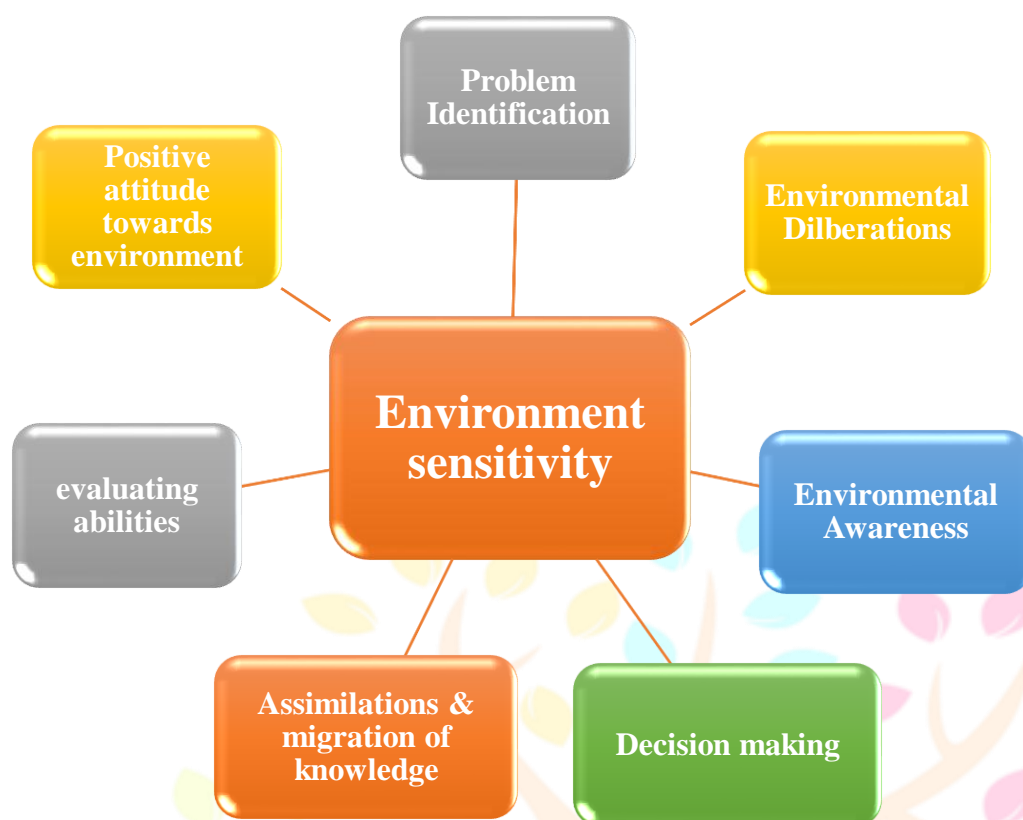 Problem
Identification
Positive
attitude
towards
environment
Environmental
Dilberations
Environment
sensitivity
evaluating
abilities
Environmental
Awareness
Assimilations &
migration of
knowledge
Decision making